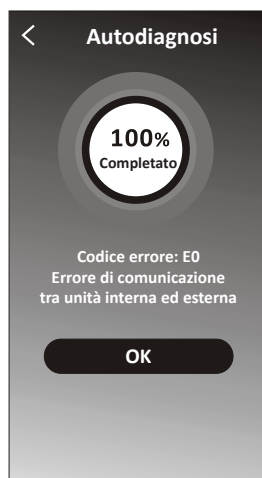 Autodiagnosi
100%
Completato
Codice errore: E0
Errore di comunicazione
tra unità interna ed esterna
OK